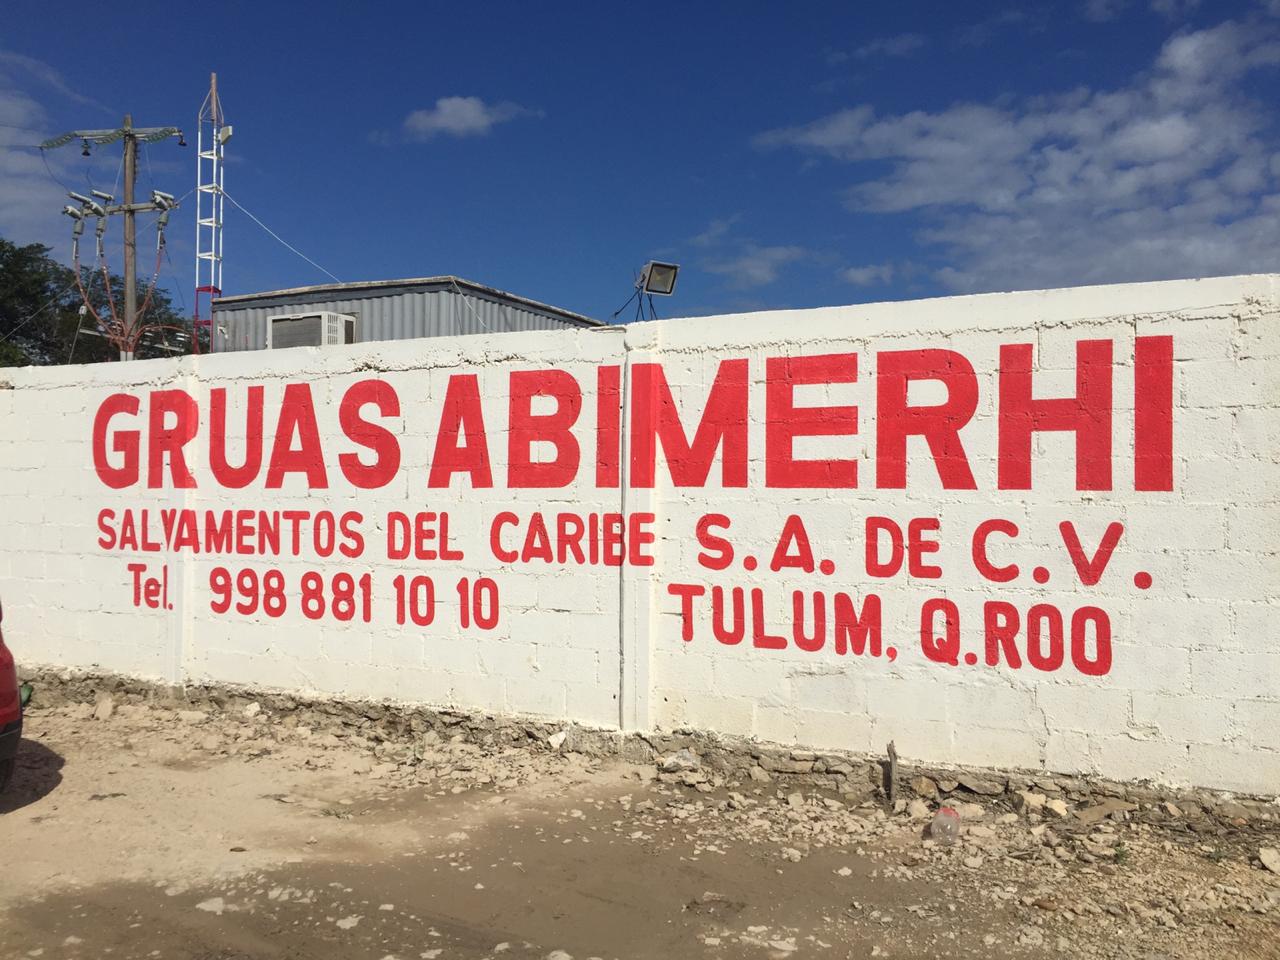 GRUAS ABIMERHI
SALVAMENTOS DEL CARIBE S.A. DE C.V.
Tel. 998 881 10 10 TULUM, Q.ROO